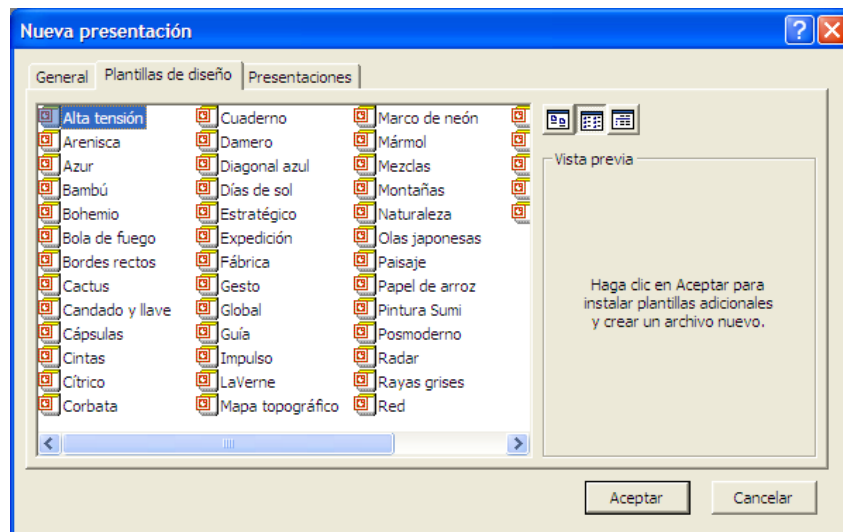 Nueva presentación
General Plantillas de diseño Presentaciones
Alta tensión
Arenisca
Azur
Bambú
Bohemio
Bola de fuego
Bordes rectos
Cactus
Candado y llave
Cápsulas
Cintas
Cítrico
Corbata
Cuaderno
Damero
Diagonal azul
Días de sol
Estratégico
Expedición
Fábrica
Gesto
Global
Guía
Impulso
LaVerne
Mapa topográfico
Marco de neón
Mármol
Mezclas
Montañas
Naturaleza
Olas japonesas
Paisaje
Papel de arroz
Pintura Sumi
Posmoderno
Radar
Rayas grises
Red
Vista previa
Haga clic en Aceptar para
instalar plantillas adicionales
y crear un archivo nuevo.
Aceptar Cancelar